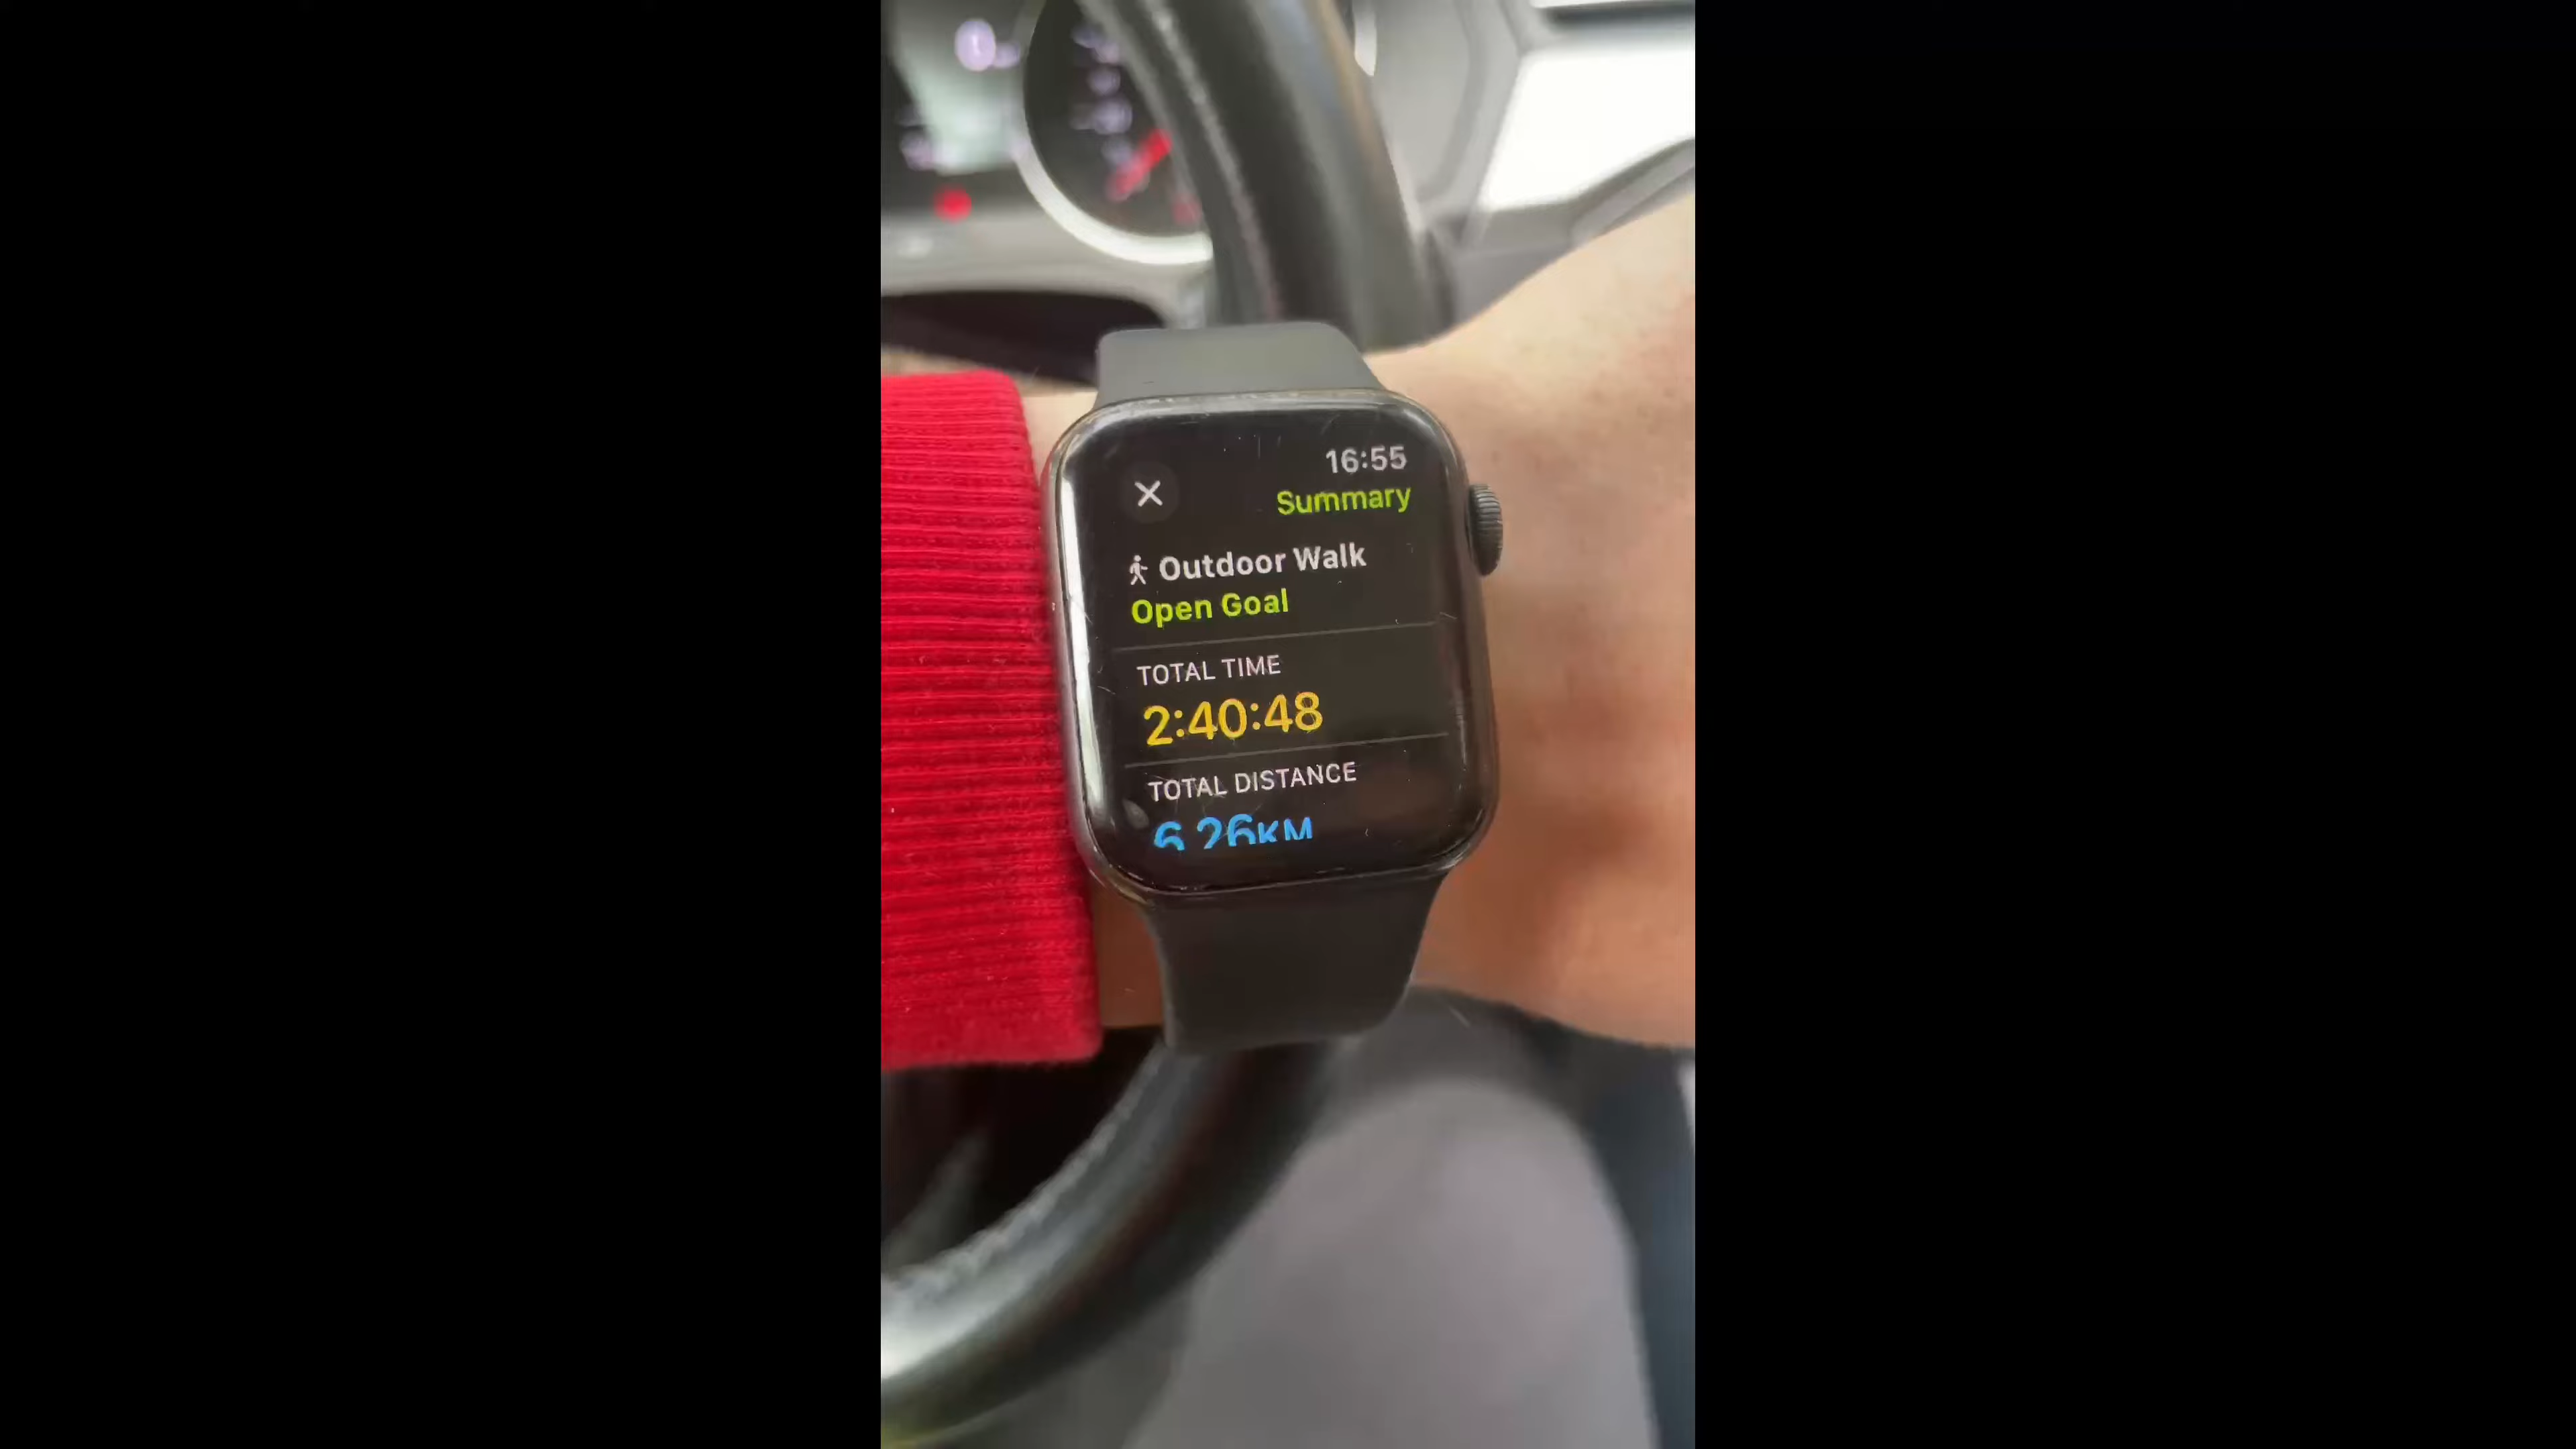 16:55
Summary
Outdoor Walk
Open Goal
TOTAL TIME
2:40:48
TOTAL DISTANCE
6.26KM